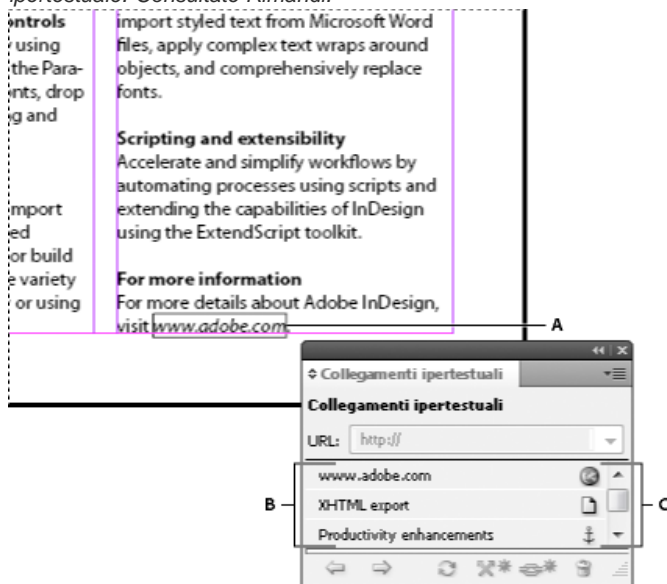 ontrols
using
the Para-
nts, drop
g and
mport
ed
or build
variety
or using
import styled text from Microsoft Word
files, apply complex text wraps around
objects, and comprehensively replace
fonts.
Scripting and extensibility
Accelerate and simplify workflows by
automating processes using scripts and
extending the capabilities of InDesign
using the ExtendScript toolkit.
For more information
For more details about Adobe InDesign,
visit www.adobe.com.
A
Collegamenti ipertestuali
Collegamenti ipertestuali
URL: http://
www.adobe.com
B
XHTML export
C
Productivity enhancements